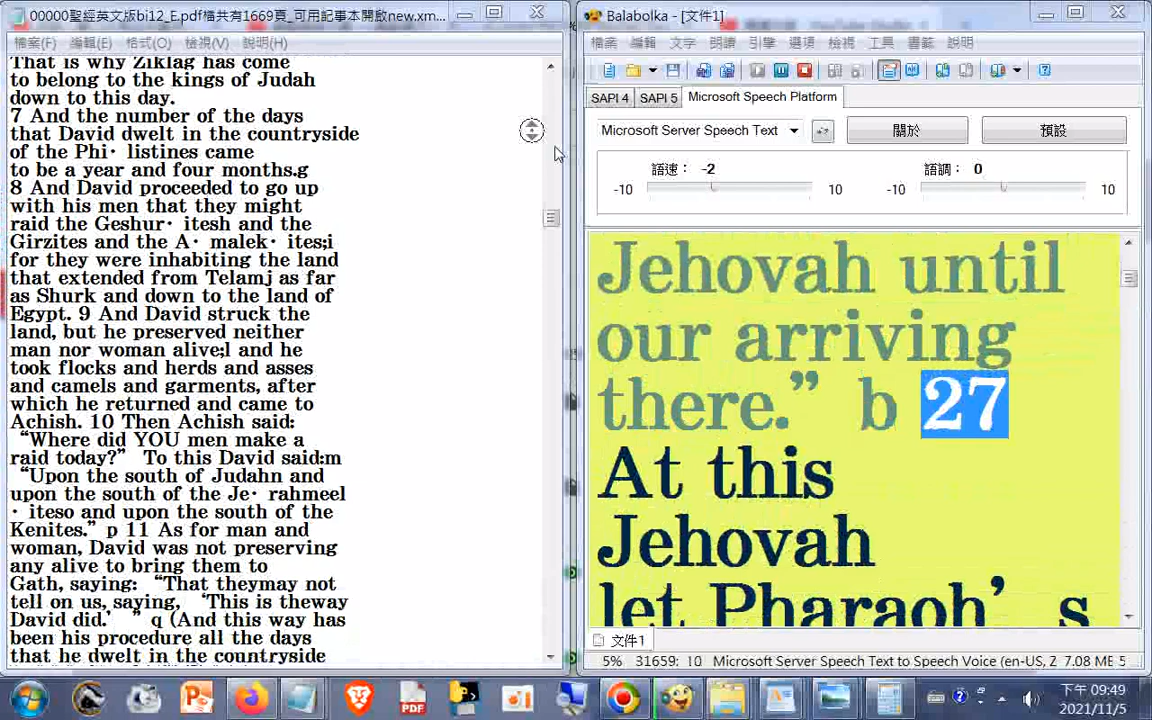 00000聖經英文版bi12_E.pdf檔共有1669頁_可用記事本開啟new.xm...
檔案(F) 編輯(E) 格式(O) 檢視(V) 說明(H)
That is why Ziklag has come
to belong to the kings of Judah
down to this day.
7 And the number of the days
that David dwelt in the countryside
of the Phi· listines came
to be a year and four months.g
8 And David proceeded to go up
with his men that they might
raid the Geshur· itesh and the
Girzites and the A· malek· ites;i
for they were inhabiting the land
that extended from Telamj as far
as Shurk and down to the land of
Egypt. 9 And David struck the
land, but he preserved neither
man nor woman alive;l and he
took flocks and herds and asses
and camels and garments, after
which he returned and came to
Achish. 10 Then Achish said:
“Where did YOU men make a
raid today?” To this David said:m
“Upon the south of Judahn and
upon the south of the Je· rahmeel
· iteso and upon the south of the
Kenites.” p 11 As for man and
woman, David was not preserving
any alive to bring them to
Gath, saying: “That theymay not
tell on us, saying, ‘This is theway
David did.’ ” q (And this way has
been his procedure all the days
that he dwelt in the countryside
Balabolka - [文件1]
檔案 編輯 文字 朗讀 引擎 選項 檢視 工具 書籤 說明
SAPI 4 SAPI 5 Microsoft Speech Platform
Microsoft Server Speech Text 關於 預設
語速： -2 語調： 0
-10 10 -10 10
Jehovah until
our arriving
there.” b 27
At this
Jehovah
let Pharaoh’s
文件1
5% 31659: 10 Microsoft Server Speech Text to Speech Voice (en-US, Z 7.08 MB 5
下午 09:49
2021/11/5